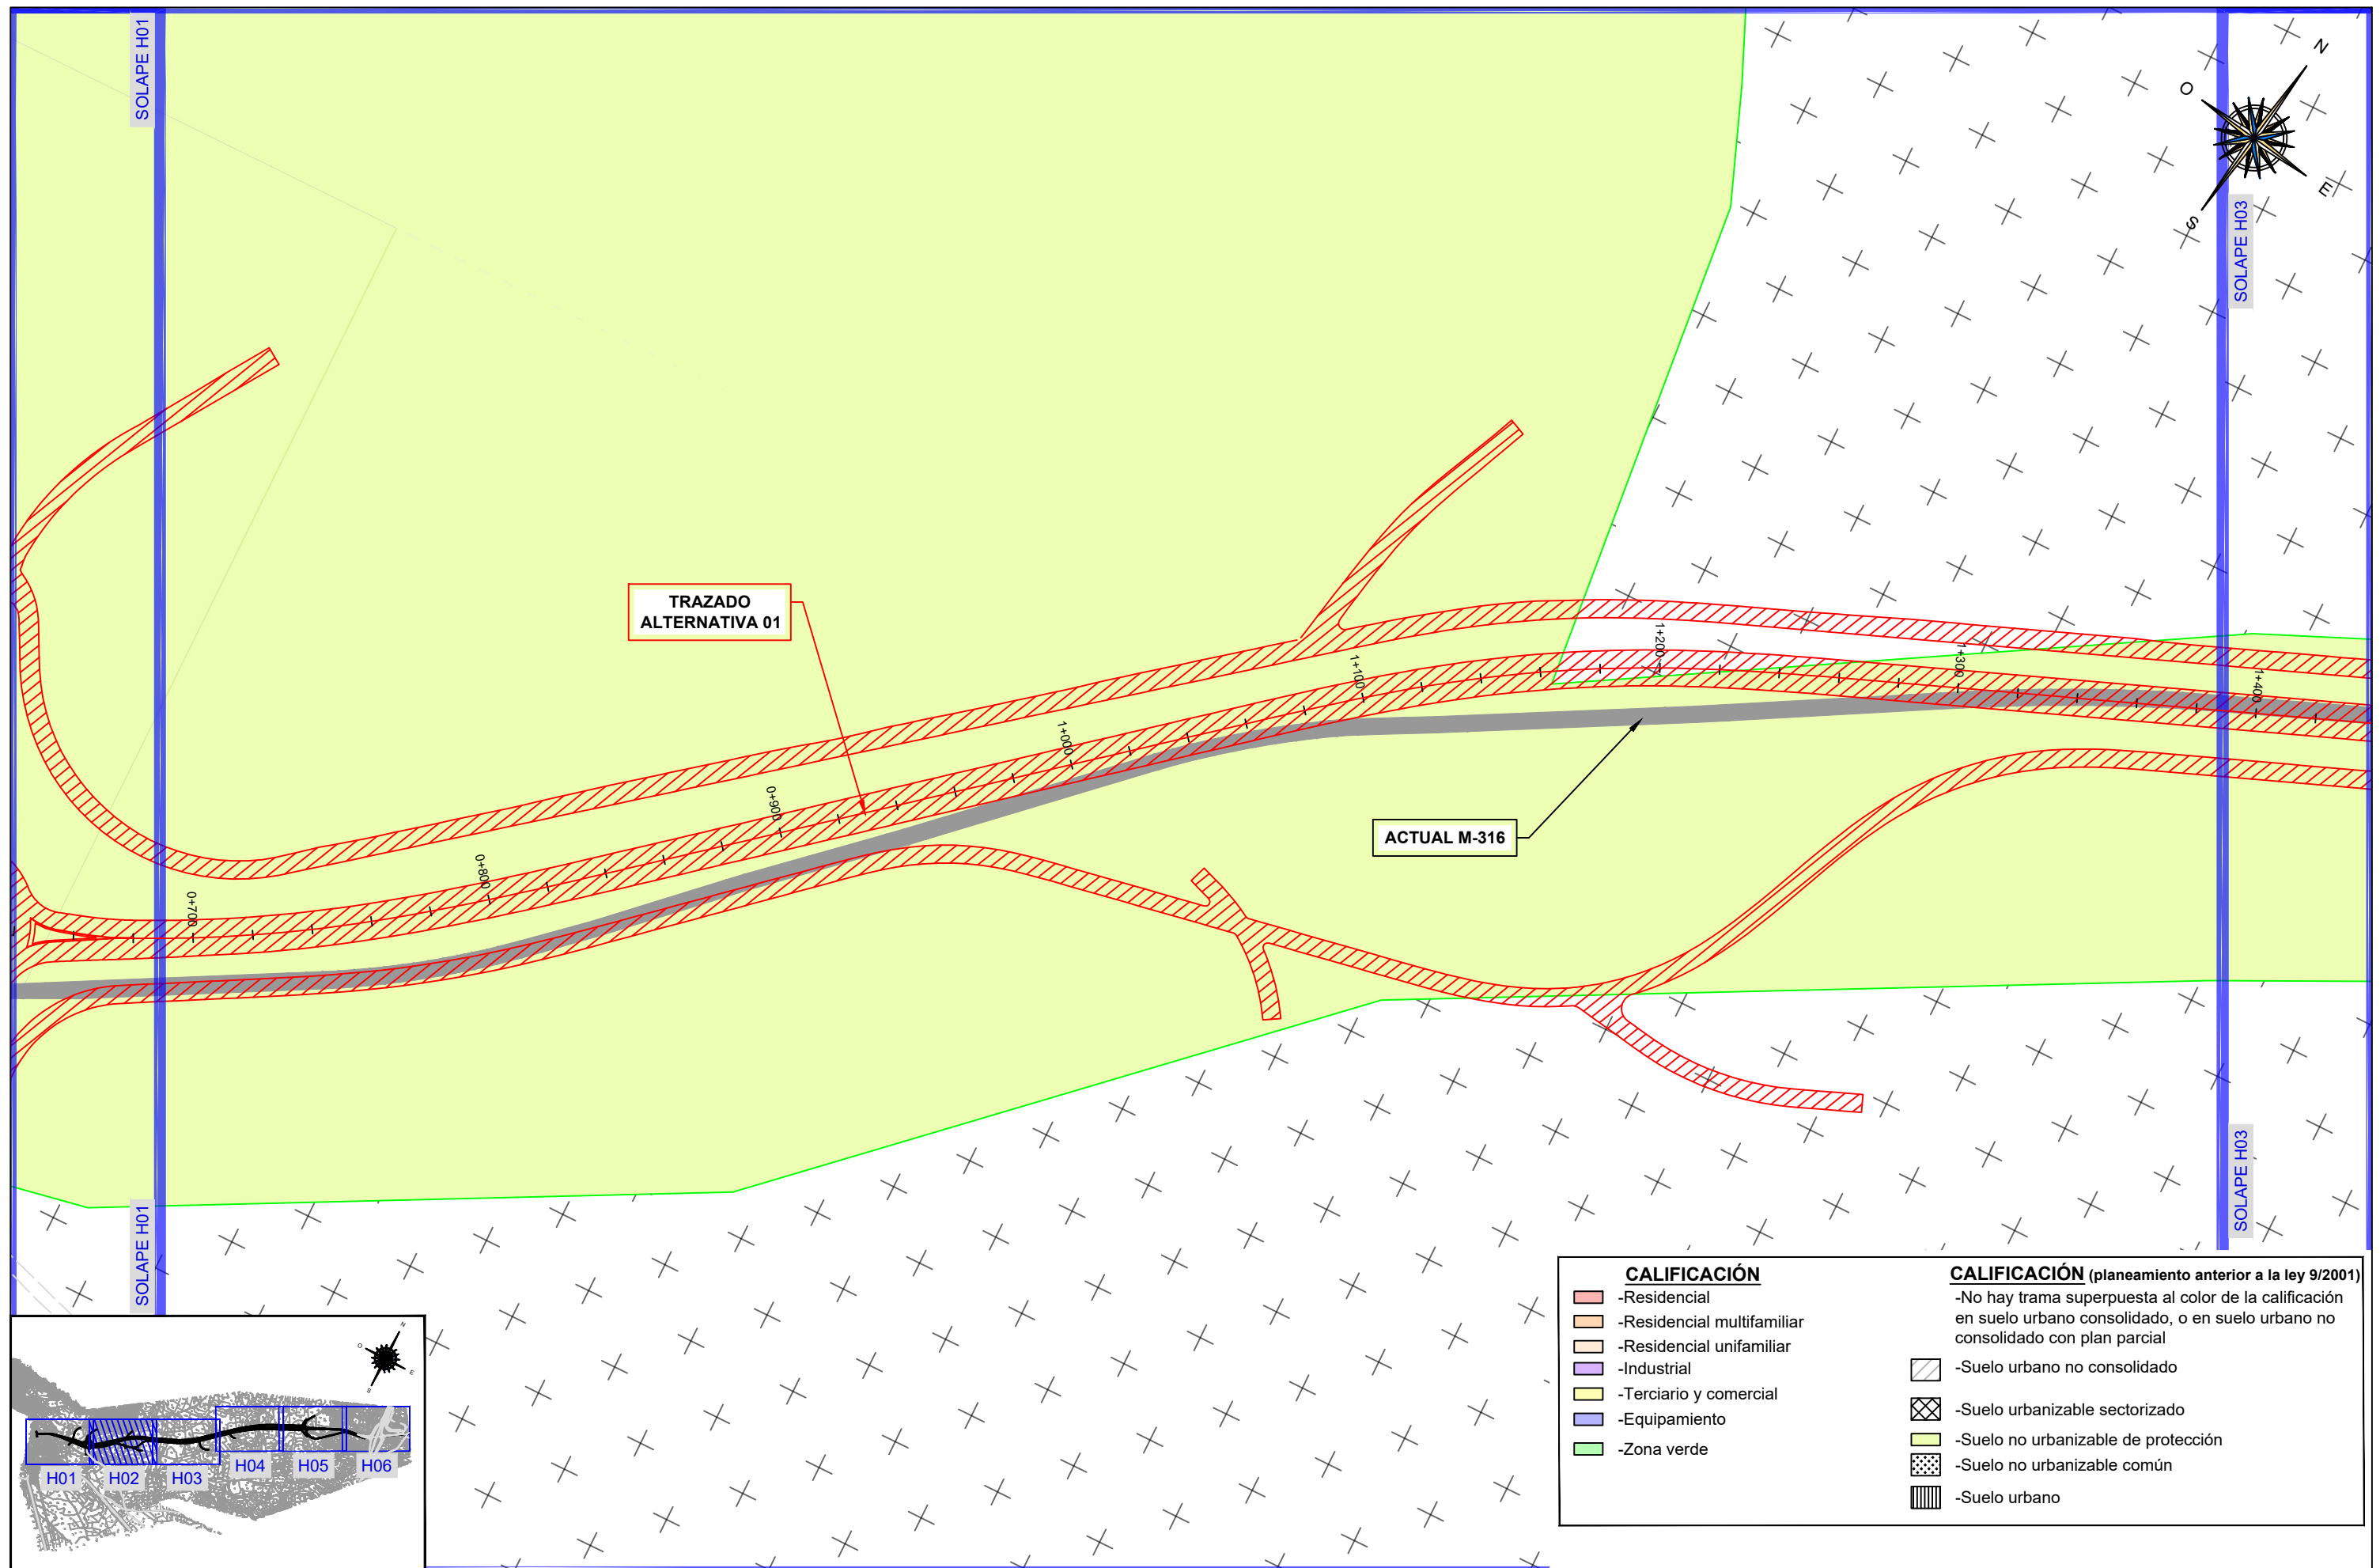 SOLAPE H01
N
O
E
S
SOLAPE H03
TRAZADO
ALTERNATIVA 01
1+200
1+300
1+400
1+100
1+000
0+900
0+800
0+700
ACTUAL M-316
SOLAPE H01
SOLAPE H03
CALIFICACIÓN
-Residencial
-Residencial multifamiliar
-Residencial unifamiliar
-Industrial
-Terciario y comercial
-Equipamiento
-Zona verde
CALIFICACIÓN (planeamiento anterior a la ley 9/2001)
-No hay trama superpuesta al color de la calificación
en suelo urbano consolidado, o en suelo urbano no
consolidado con plan parcial
-Suelo urbano no consolidado
-Suelo urbanizable sectorizado
-Suelo no urbanizable de protección
-Suelo no urbanizable común
-Suelo urbano
N
O
E
S
H01
H02
H03
H04
H05
H06